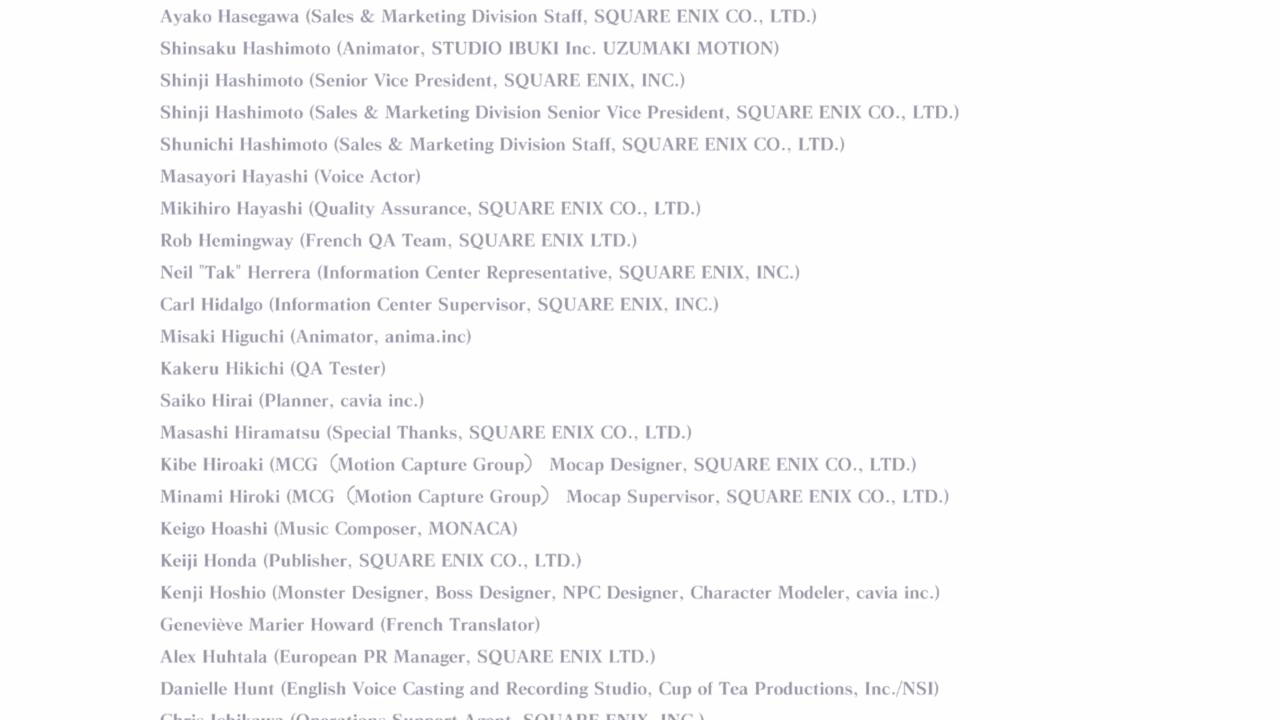 Ayako Hasegawa (Sales & Marketing Division Staff, SQUARE ENIX CO., LTD.)
Shinsaku Hashimoto (Animator, STUDIO IBUKI Inc. UZUMAKI MOTION)
Shinji Hashimoto (Senior Vice President, SQUARE ENIX, INC.)
Shinji Hashimoto (Sales & Marketing Division Senior Vice President, SQUARE ENIX CO., LTD.)
Shunichi Hashimoto (Sales & Marketing Division Staff, SQUARE ENIX CO., LTD.)
Masayori Hayashi (Voice Actor)
Mikihiro Hayashi (Quality Assurance, SQUARE ENIX CO., LTD.)
Rob Hemingway (French QA Team, SQUARE ENIX LTD.)
Neil "Tak" Herrera (Information Center Representative, SQUARE ENIX, INC.)
Carl Hidalgo (Information Center Supervisor, SQUARE ENIX, INC.)
Misaki Higuchi (Animator, anima.inc)
Kakeru Hikichi (QA Tester)
Saiko Hirai (Planner, cavia inc.)
Masashi Hiramatsu (Special Thanks, SQUARE ENIX CO., LTD.)
Kibe Hiroaki (MCG（Motion Capture Group） Mocap Designer, SQUARE ENIX CO., LTD.)
Minami Hiroki (MCG（Motion Capture Group） Mocap Supervisor, SQUARE ENIX CO., LTD.)
Keigo Hoashi (Music Composer, MONACA)
Keiji Honda (Publisher, SQUARE ENIX CO., LTD.)
Kenji Hoshio (Monster Designer, Boss Designer, NPC Designer, Character Modeler, cavia inc.)
Geneviève Marier Howard (French Translator)
Alex Huhtala (European PR Manager, SQUARE ENIX LTD.)
Danielle Hunt (English Voice Casting and Recording Studio, Cup of Tea Productions, Inc./NSI)
Chris Ichikawa (Operations Support Agent, SQUARE ENIX, INC.)